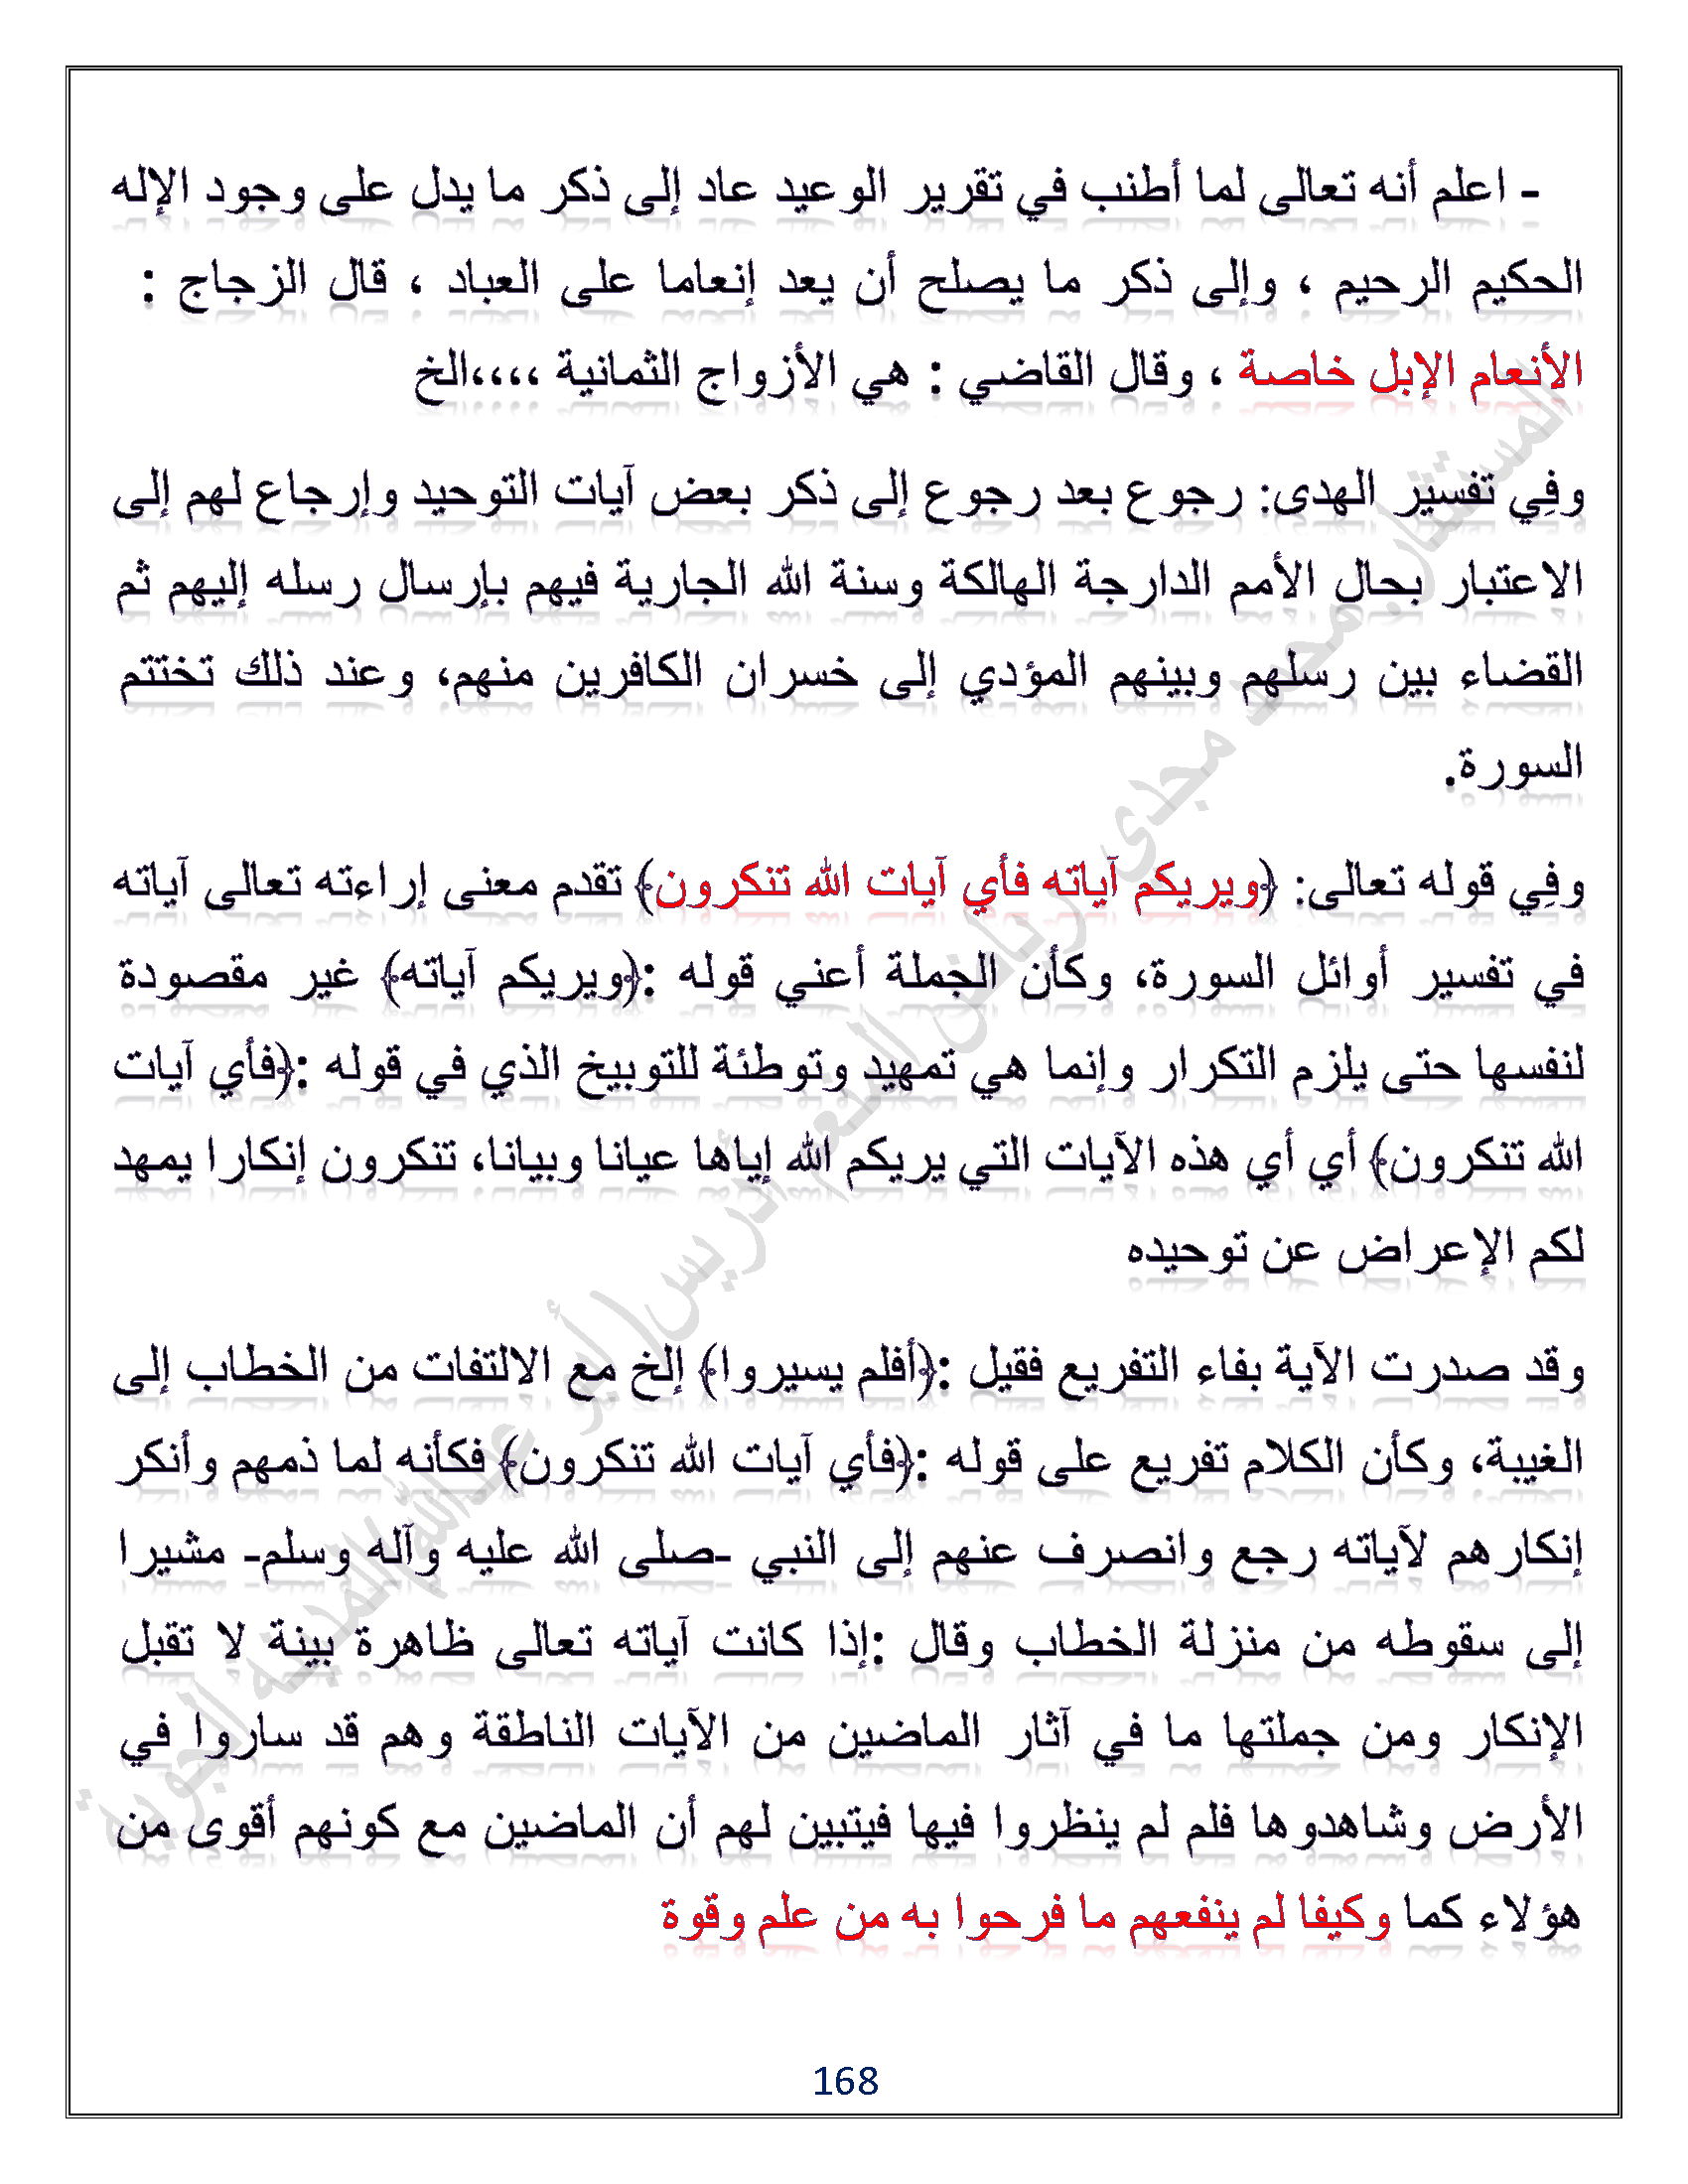 - اعلم أنه تعالى لما أطنب في تقرير الوعيد عاد إلى ذكر ما يدل على وجود الإله
الحكيم الرحيم ، وإلى ذكر ما يصلح أن يعد إنعاما على العباد ، قال الزجاج :
الأنعام الإبل خاصة ، وقال القاضي : هي الأزواج الثمانية ،،،،الخ
وفِي تفسير الهدى: رجوع بعد رجوع إلى ذكر بعض آيات التوحيد وإرجاع لهم إلى
الاعتبار بحال الأمم الدارجة الهالكة وسنة الله الجارية فيهم بإرسال رسله إليهم ثم
القضاء بين رسلهم وبينهم المؤدي إلى خسران الكافرين منهم، وعند ذلك تختتم
السورة.
وفِي قوله تعالى: ﴿ويريكم آياته فأي آيات الله تنكرون﴾ تقدم معنى إراءته تعالى آياته
في تفسير أوائل السورة، وكأن الجملة أعني قوله :﴿ويريكم آياته﴾ غير مقصودة
لنفسها حتى يلزم التكرار وإنما هي تمهيد وتوطئة للتوبيخ الذي في قوله :﴿فأي آيات
الله تنكرون﴾ أي أي هذه الآيات التي يريكم الله إياها عيانا وبيانا، تنكرون إنكارا يمهد
لكم الإعراض عن توحيده
وقد صدرت الآية بفاء التفريع فقيل :﴿أفلم يسيروا﴾ إلخ مع الالتفات من الخطاب إلى
الغيبة، وكأن الكلام تفريع على قوله :﴿فأي آيات الله تنكرون﴾ فكأنه لما ذمهم وأنكر
إنكارهم لآياته رجع وانصرف عنهم إلى النبي -صلى الله عليه وآله وسلم- مشيرا
إلى سقوطه من منزلة الخطاب وقال :إذا كانت آياته تعالى ظاهرة بينة لا تقبل
الإنكار ومن جملتها ما في آثار الماضين من الآيات الناطقة وهم قد ساروا في
الأرض وشاهدوها فلم لم ينظروا فيها فيتبين لهم أن الماضين مع كونهم أقوى من
هؤلاء كما وكيفا لم ينفعهم ما فرحوا به من علم وقوة
المستشار. محمد مجدى رياض المنعم
168